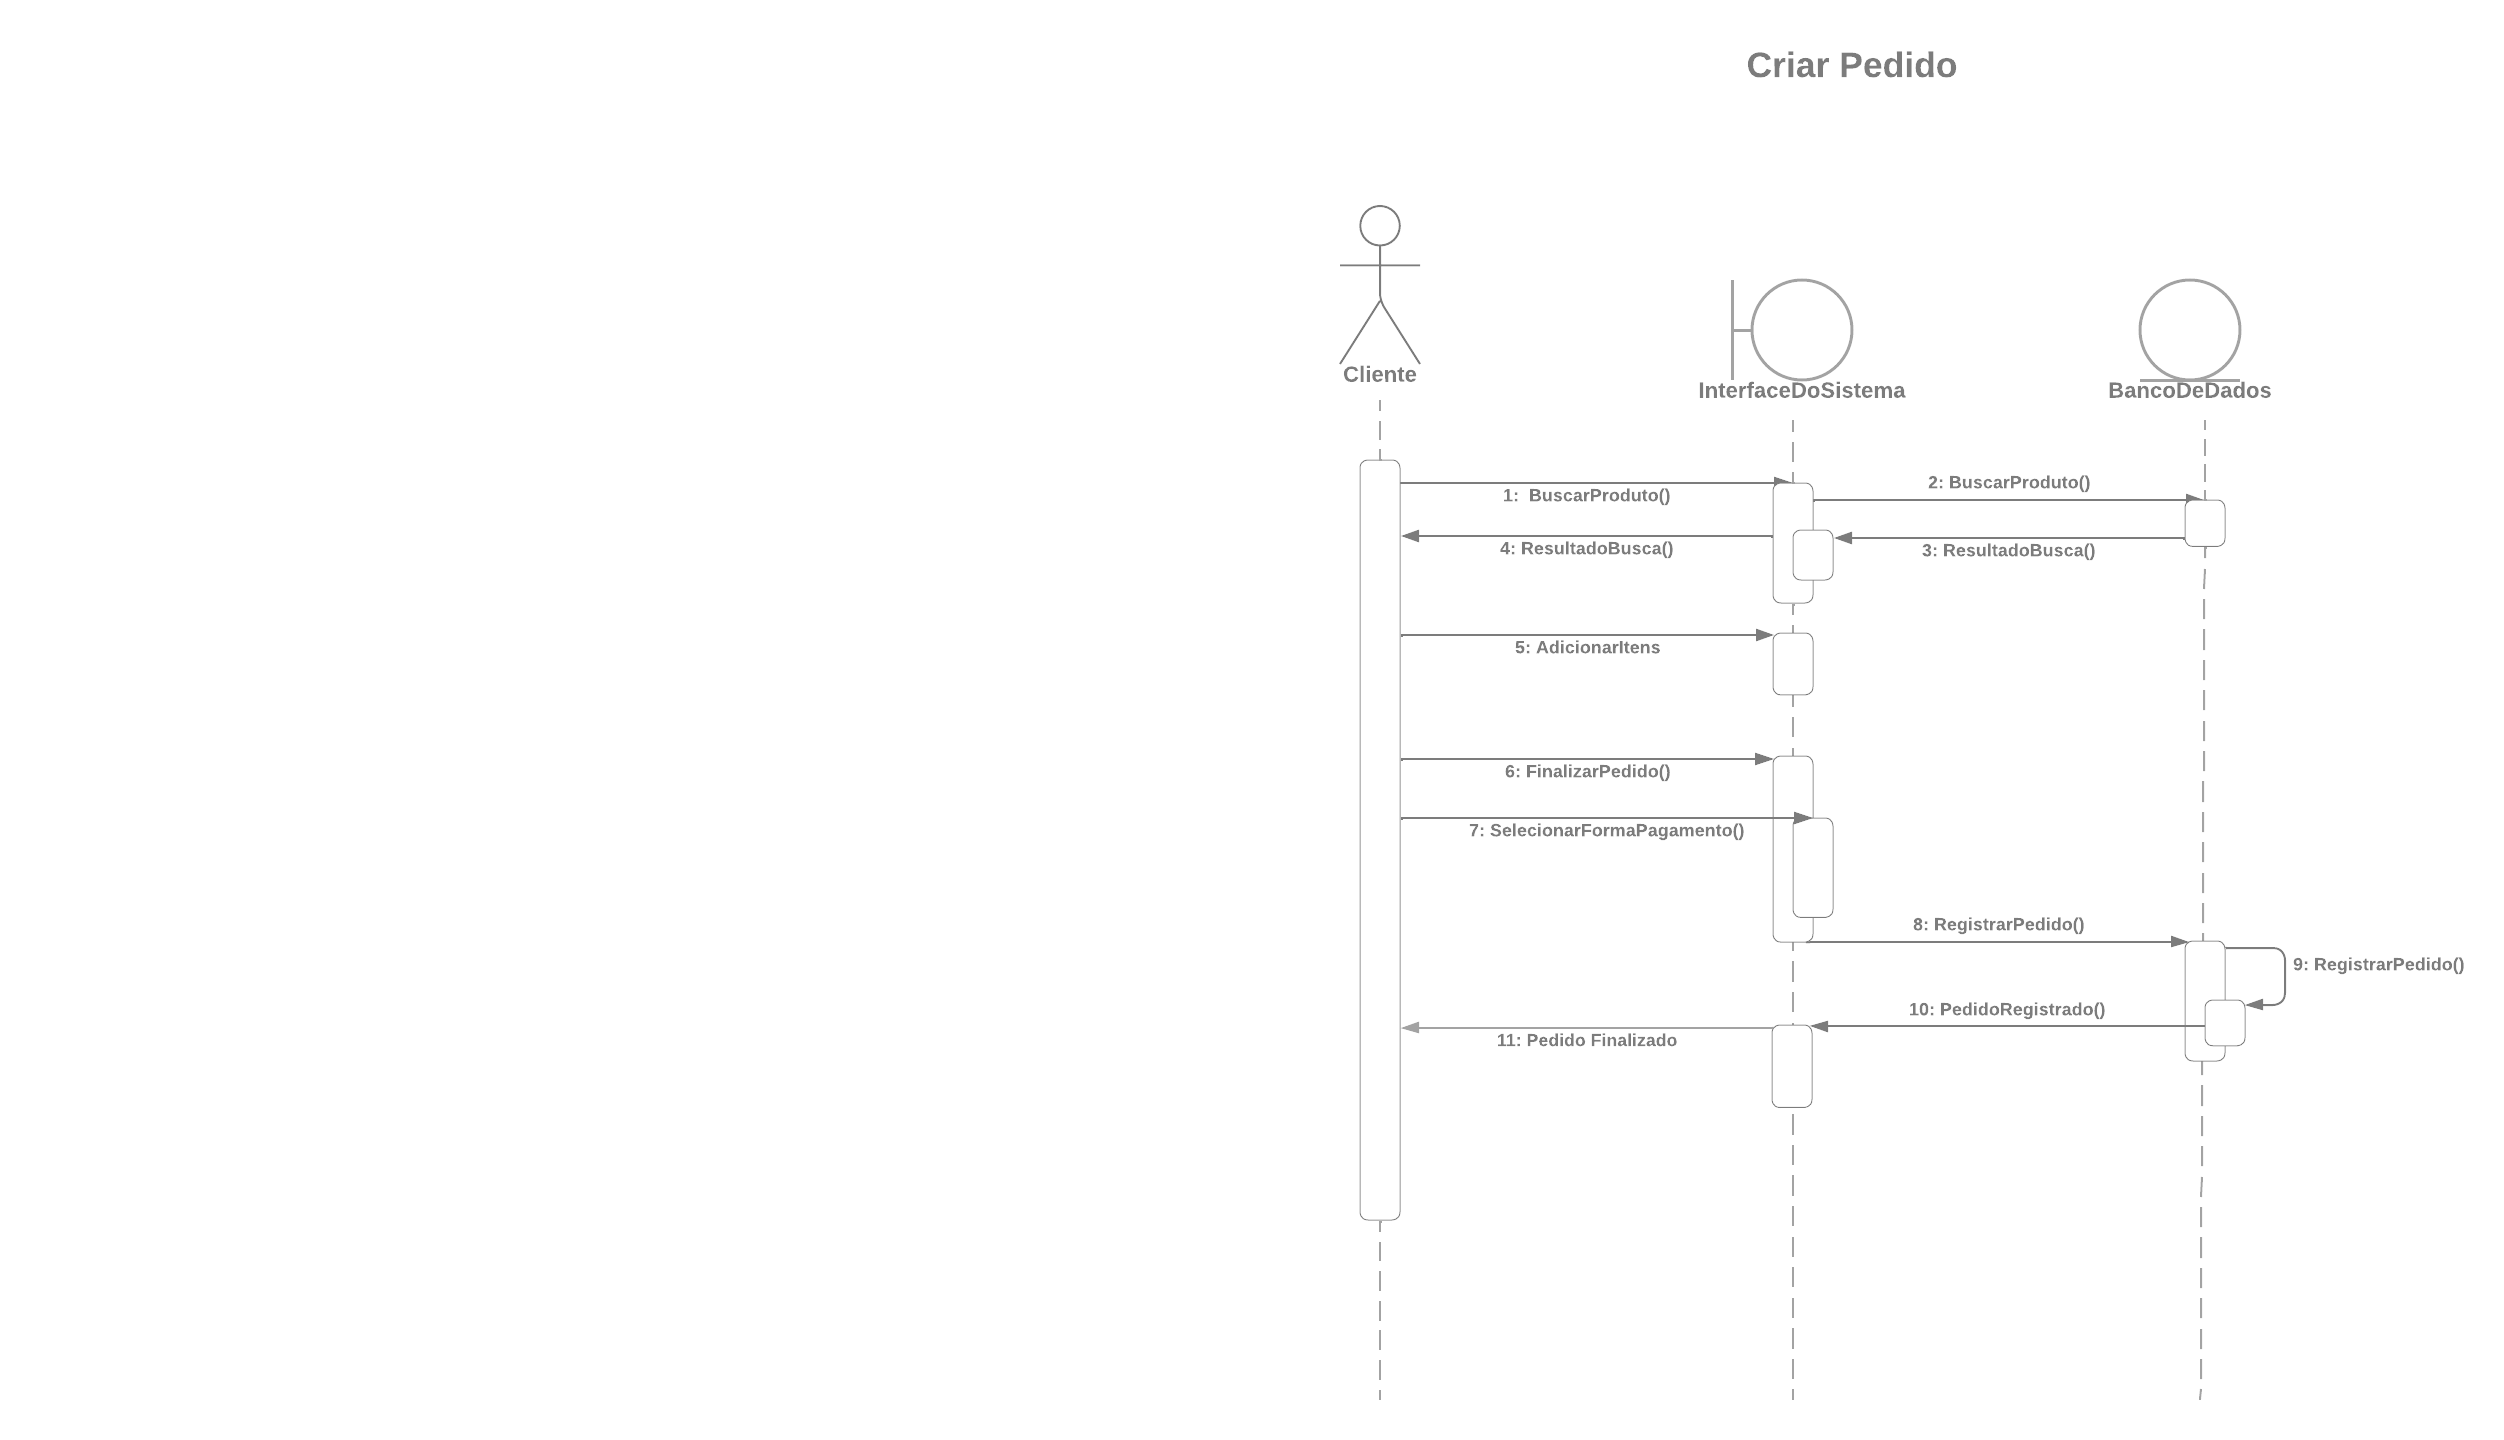 Criar Pedido
Cliente
InterfaceDoSistema
BancoDeDados
1:  BuscarProduto()
2: BuscarProduto()
4: ResultadoBusca()
3: ResultadoBusca()
5: AdicionarItens
6: FinalizarPedido()
7: SelecionarFormaPagamento()
8: RegistrarPedido()
9: RegistrarPedido()
10: PedidoRegistrado()
11: Pedido Finalizado